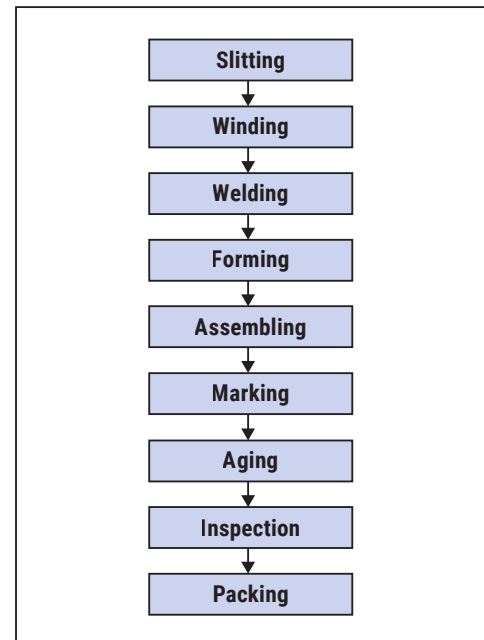 Slitting
Winding
Welding
Forming
Assembling
Marking
Aging
Inspection
Packing